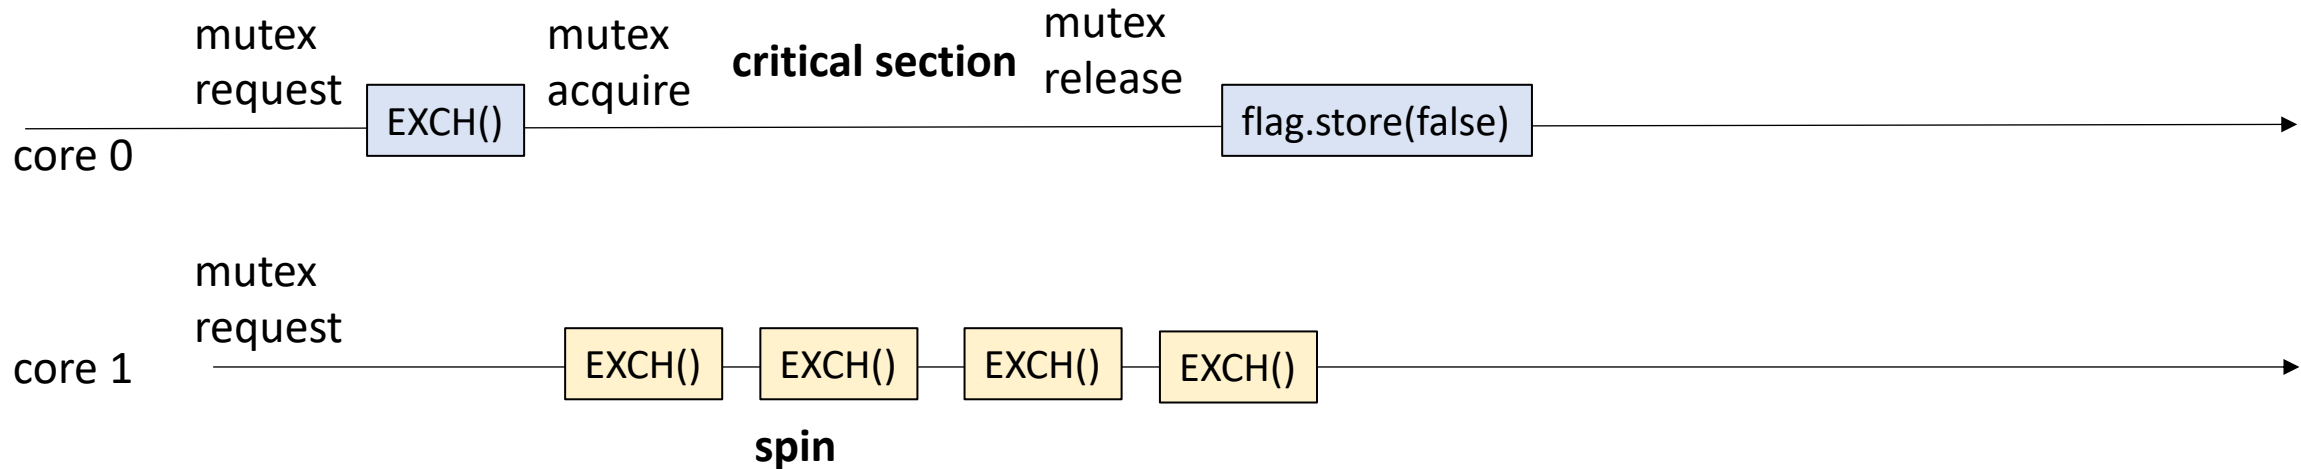 mutex
request
EXCH()
mutex
acquire
critical section
mutex
release
flag.store(false)
core 0
mutex
request
core 1
EXCH()
EXCH()
EXCH()
EXCH()
spin